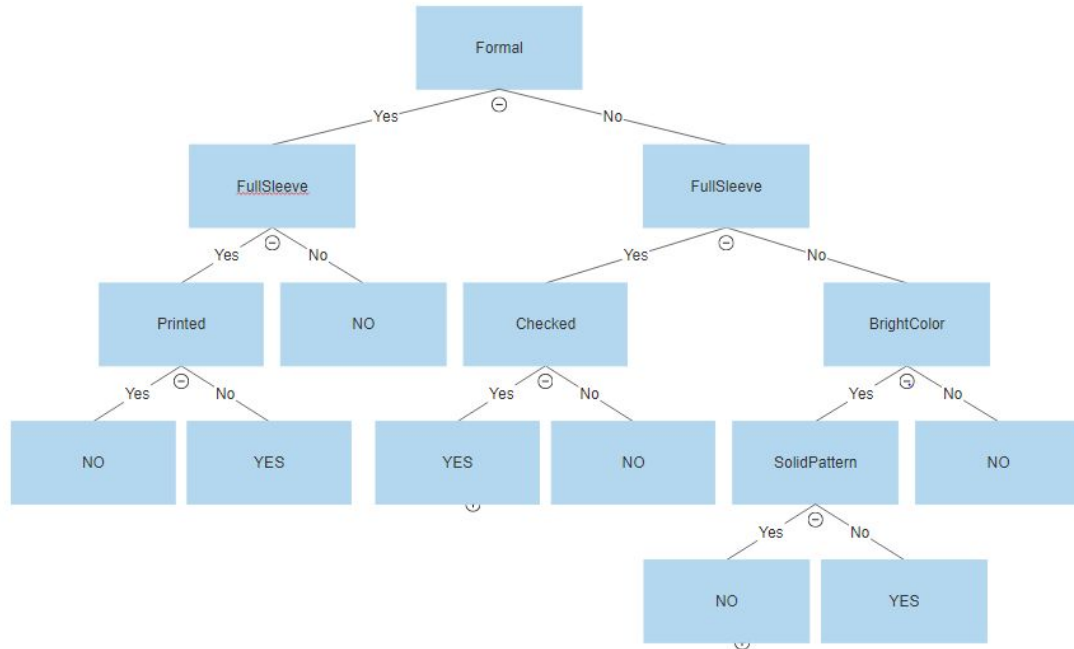 Formal
Yes
No
FullSleeve
FullSleeve
Yes
No
Yes
No
Printed
NO
Checked
BrightColor
Yes
No
Yes
No
Yes
No
NO
YES
YES
NO
SolidPattern
NO
Yes
No
NO
YES